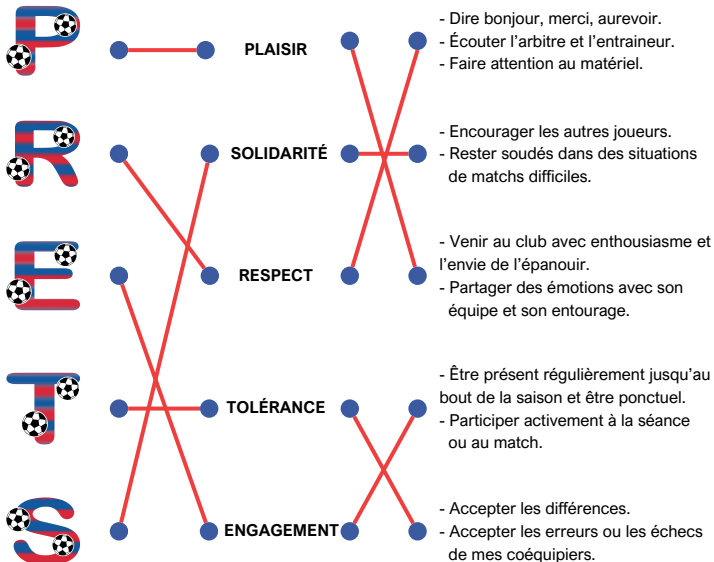 P
PLAISIR
- Dire bonjour, merci, aurevoir.
- Écouter l'arbitre et l'entraineur.
- Faire attention au matériel.
R
SOLIDARITÉ
- Encourager les autres joueurs.
- Rester soudés dans des situations
de matchs difficiles.
E
RESPECT
- Venir au club avec enthousiasme et
l'envie de l'épanouir.
- Partager des émotions avec son
équipe et son entourage.
T
TOLÉRANCE
- Être présent régulièrement jusqu'au
bout de la saison et être ponctuel.
- Participer activement à la séance
ou au match.
S
ENGAGEMENT
- Accepter les différences.
- Accepter les erreurs ou les échecs
de mes coéquipiers.